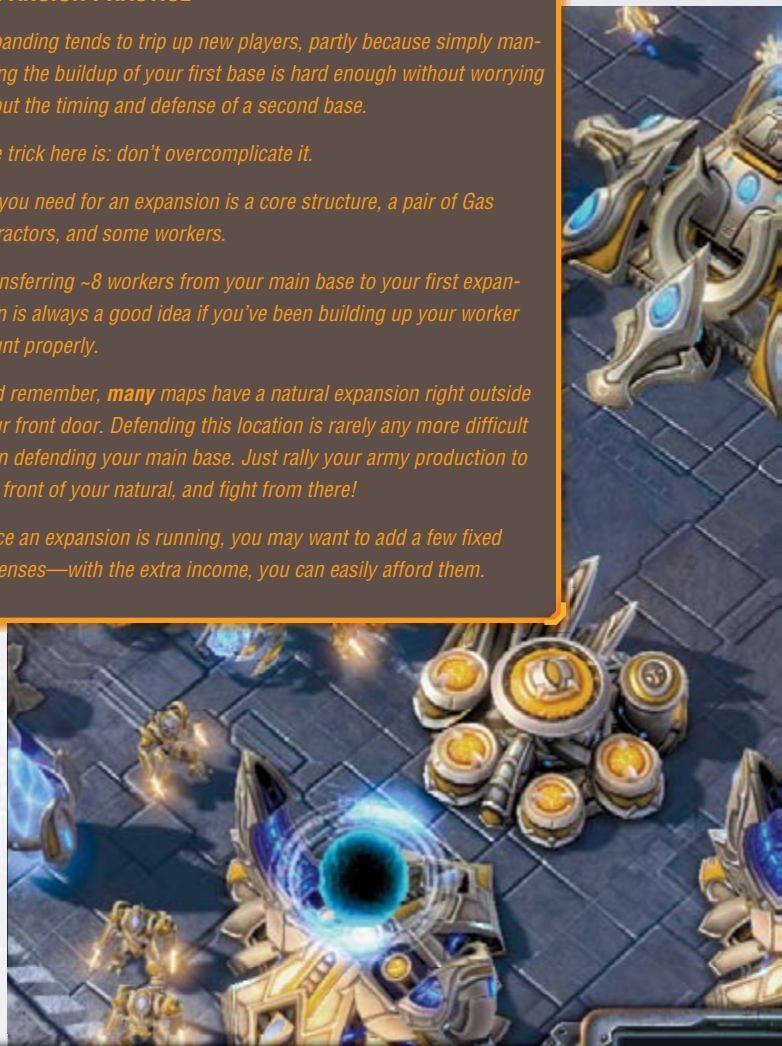 PANSION PRACTICE
panding tends to trip up new players, partly because simply man-
ng the buildup of your first base is hard enough without worrying
out the timing and defense of a second base.
e trick here is: don't overcomplicate it.
you need for an expansion is a core structure, a pair of Gas
ractors, and some workers.
nsferring ~8 workers from your main base to your first expan-
n is always a good idea if you've been building up your worker
unt properly.
d remember, many maps have a natural expansion right outside
ur front door. Defending this location is rarely any more difficult
n defending your main base. Just rally your army production to
front of your natural, and fight from there!
ce an expansion is running, you may want to add a few fixed
enses—with the extra income, you can easily afford them.